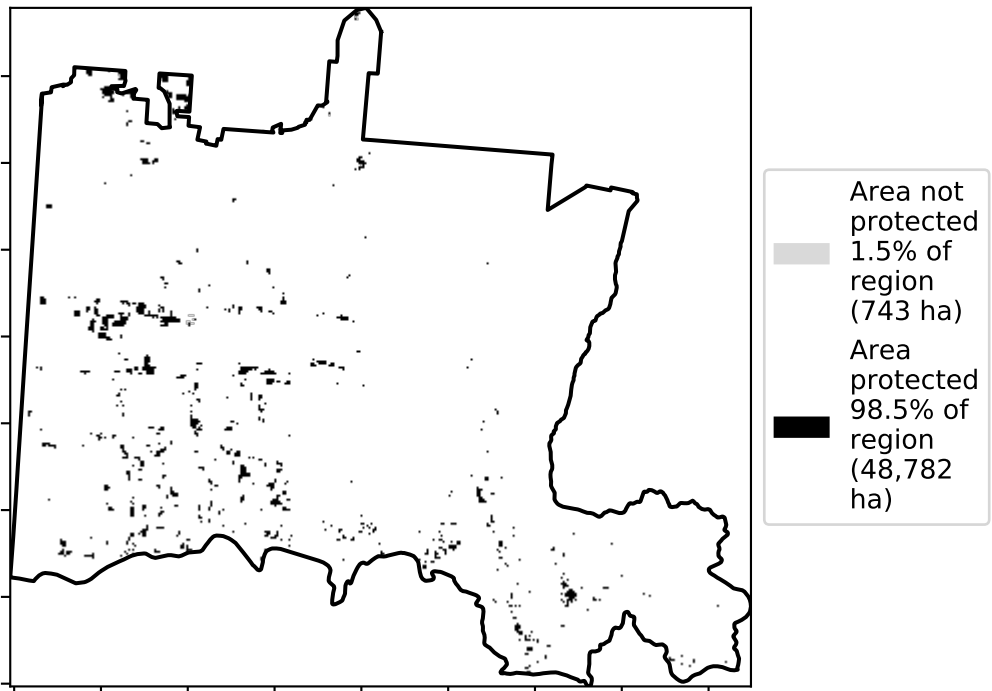 Area not
protected
1.5% of
region
(743 ha)
Area
protected
98.5% of
region
(48,782
ha)